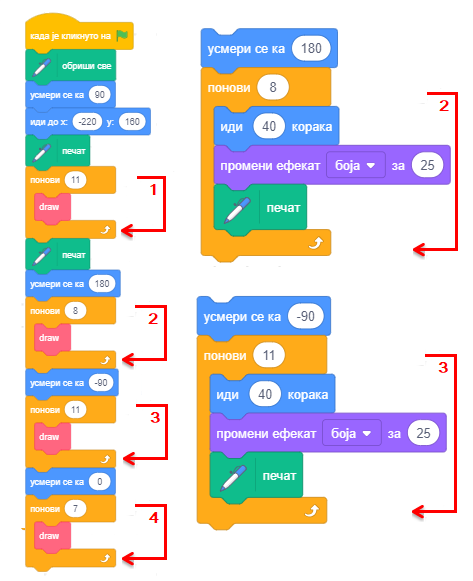 када је кликнуто на
обриши све
усмери се ка 90
иди до x: -220 y: 160
печат
понови 11
1
draw
печат
усмери се ка 180
понови 8
2
draw
усмери се ка -90
понови 11
3
draw
усмери се ка 0
понови 7
4
draw
усмери се ка 180
понови 8
2
иди 40 корака
промени ефекат боја за 25
печат
усмери се ка -90
понови 11
3
иди 40 корака
промени ефекат боја за 25
печат